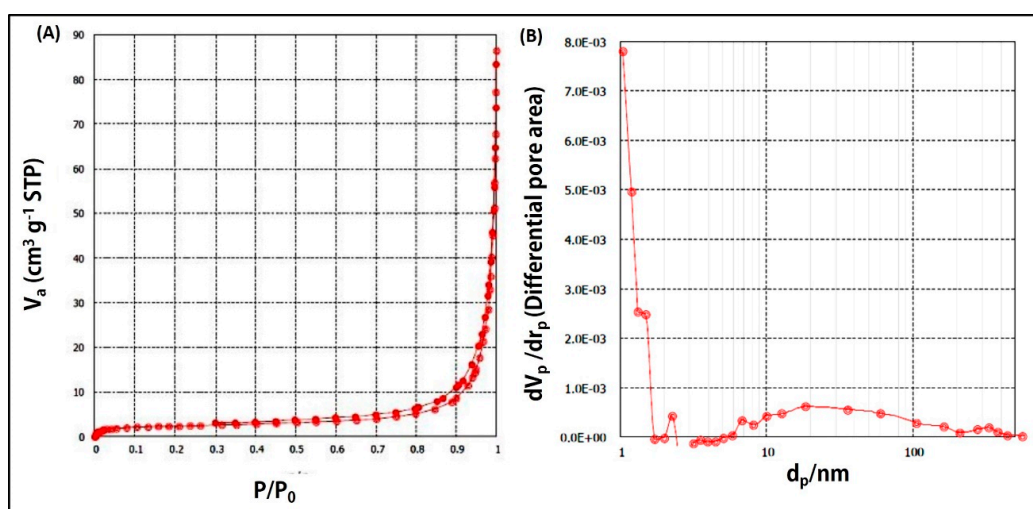 (A)
90
80
70
60
50
40
30
20
10
0
0 0.1 0.2 0.3 0.4 0.5 0.6 0.7 0.8 0.9 1
Va (cm³ g⁻¹ STP)
P/P₀
(B)
8.0E-03
7.0E-03
6.0E-03
5.0E-03
4.0E-03
3.0E-03
2.0E-03
1.0E-03
0.0E+00
1 10 100
dVp/drp (Differential pore area)
dp/nm